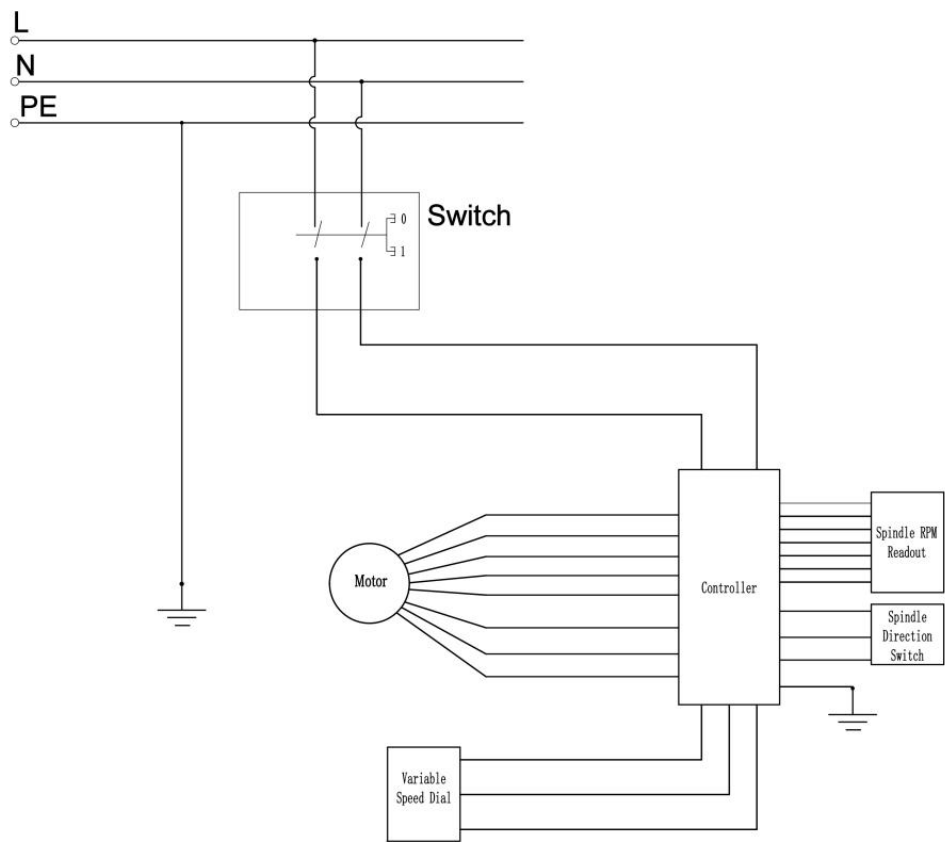 L
N
PE
Switch
0
1
Spindle RPM
Readout
Motor
Controller
Spindle
Direction
Switch
Variable
Speed Dial